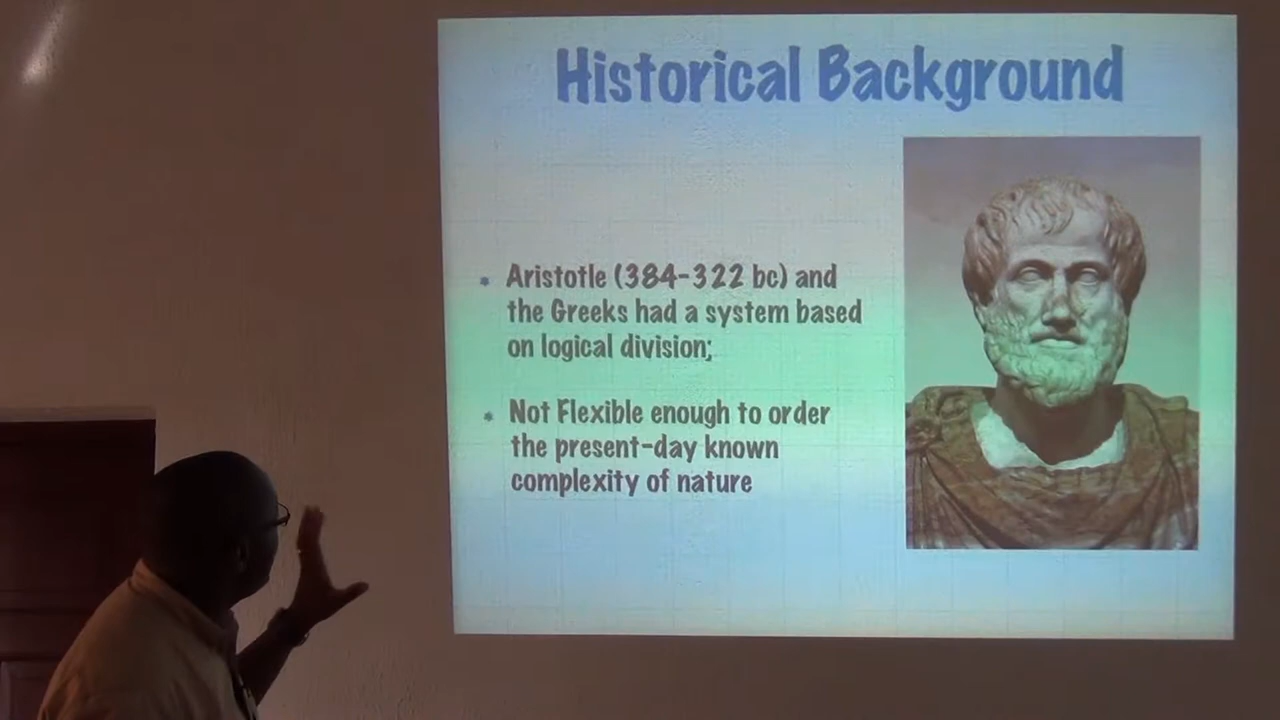 Historical Background
* Aristotle (384-322 bc) and
the Greeks had a system based
on logical division;
* Not Flexible enough to order
the present-day known
complexity of nature